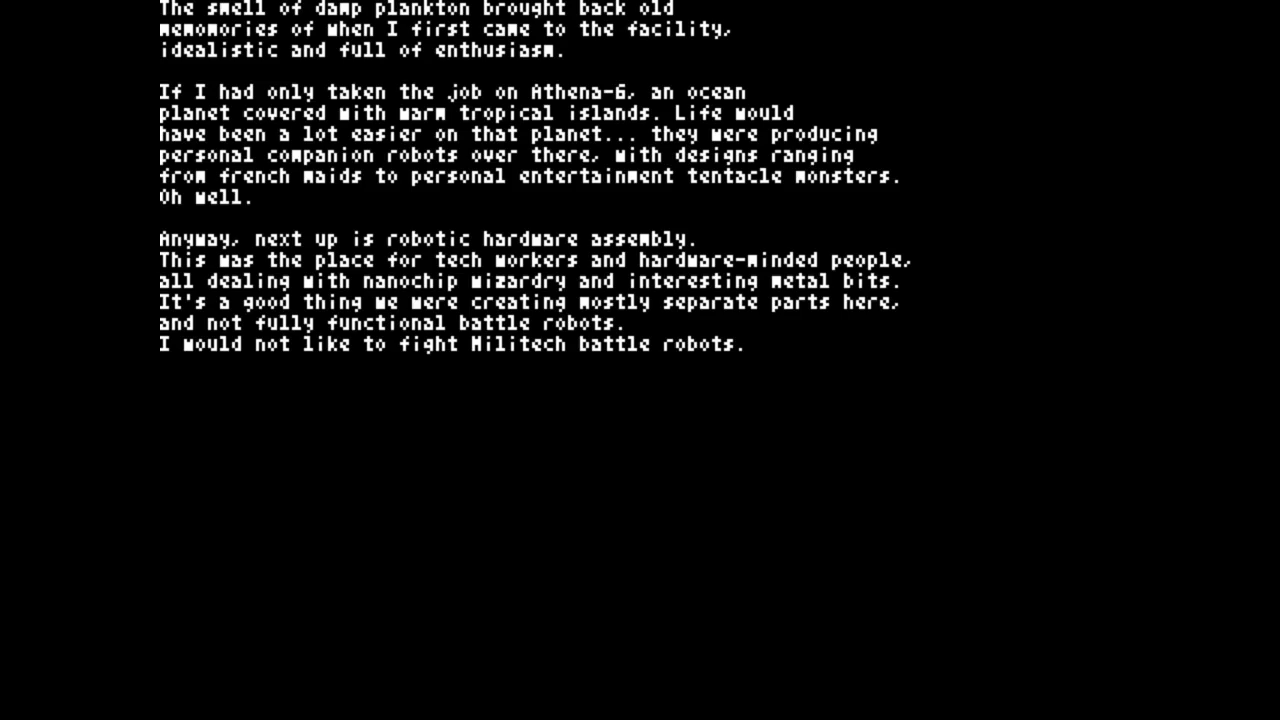 The smell of damp plankton brought back old
memomories of when I first came to the facility,
idealistic and full of enthusiasm.
If I had only taken the job on Athena-6, an ocean
planet covered with warm tropical islands. Life would
have been a lot easier on that planet... they were producing
personal companion robots over there, with designs ranging
from french maids to personal entertainment tentacle monsters.
Oh well.
Anyway, next up is robotic hardware assembly.
This was the place for tech workers and hardware-minded people,
all dealing with nanochip wizardry and interesting metal bits.
It's a good thing we were creating mostly separate parts here,
and not fully functional battle robots.
I would not like to fight Militech battle robots.